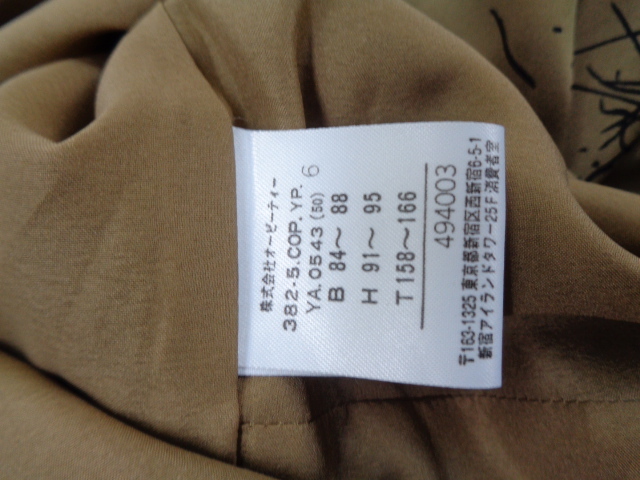 株式会社オービーティー
382-5.COP.YP. 6
YA.0543(50)
B 84〜 88
H 91〜 95
T 158〜166
494003
〒163-1325 東京都新宿区西新宿6-5-1
新宿アイランドタワー25F 消費者室